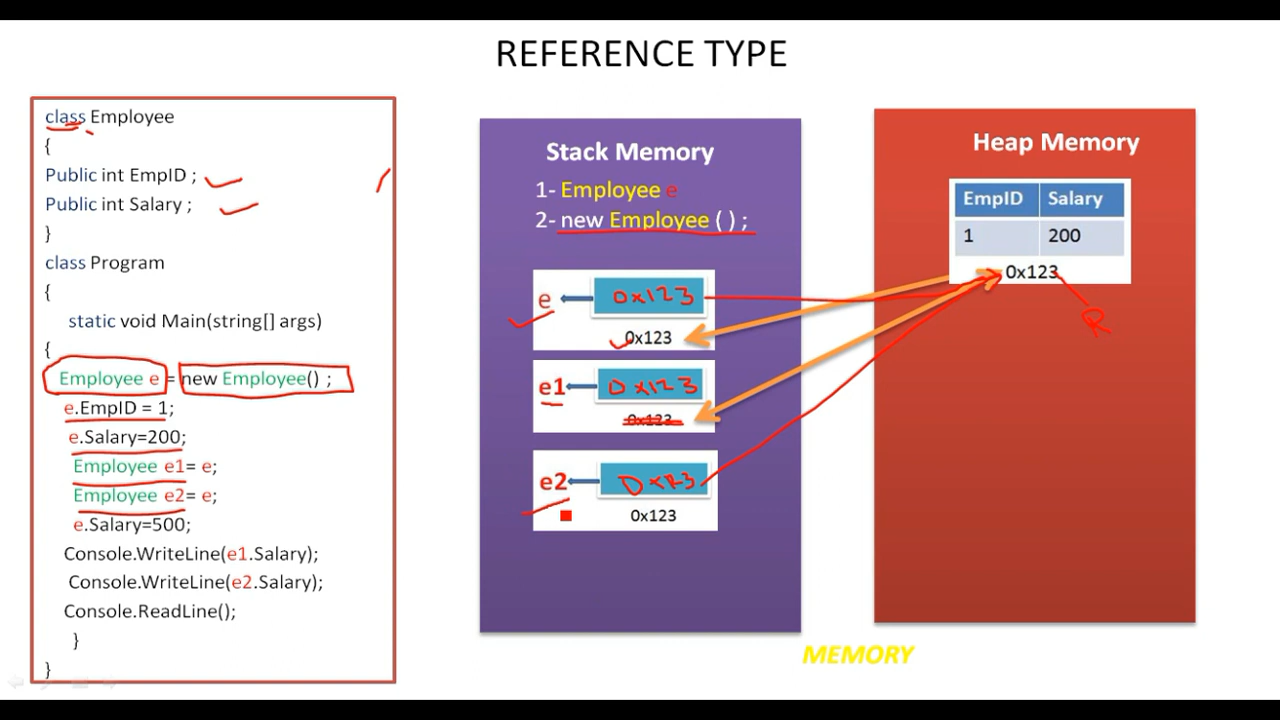 REFERENCE TYPE
class Employee
{
Public int EmpID ;
Public int Salary ;
}
class Program
{
static void Main(string[] args)
{
Employee e = new Employee() ;
e.EmpID = 1;
e.Salary=200;
Employee e1= e;
Employee e2= e;
e.Salary=500;
Console.WriteLine(e1.Salary);
Console.WriteLine(e2.Salary);
Console.ReadLine();
}
}
Stack Memory
1- Employee e
2- new Employee ( ) ;
e 0x123
0x123
e1 0x123
0x123
e2 0x123
0x123
Heap Memory
EmpID Salary
1 200
0x123
R
MEMORY